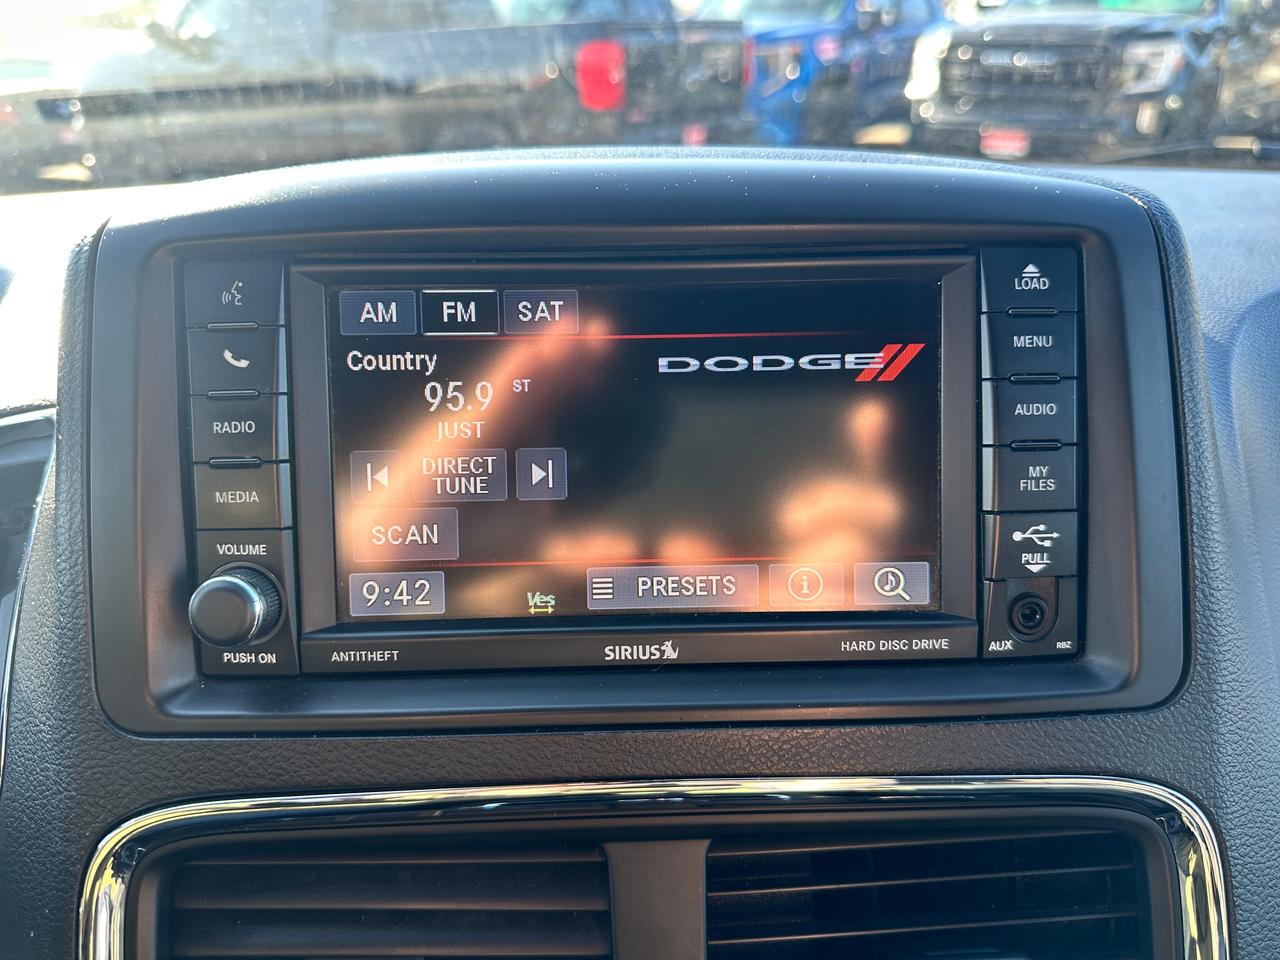 AM FM SAT
Country
95.9 ST
JUST
DIRECT
TUNE
SCAN
9:42
Ves
PRESETS
i
DODGE
RADIO
MEDIA
VOLUME
PUSH ON
ANTITHEFT
SIRIUS
HARD DISC DRIVE
LOAD
MENU
AUDIO
MY
FILES
PULL
AUX
RBZ